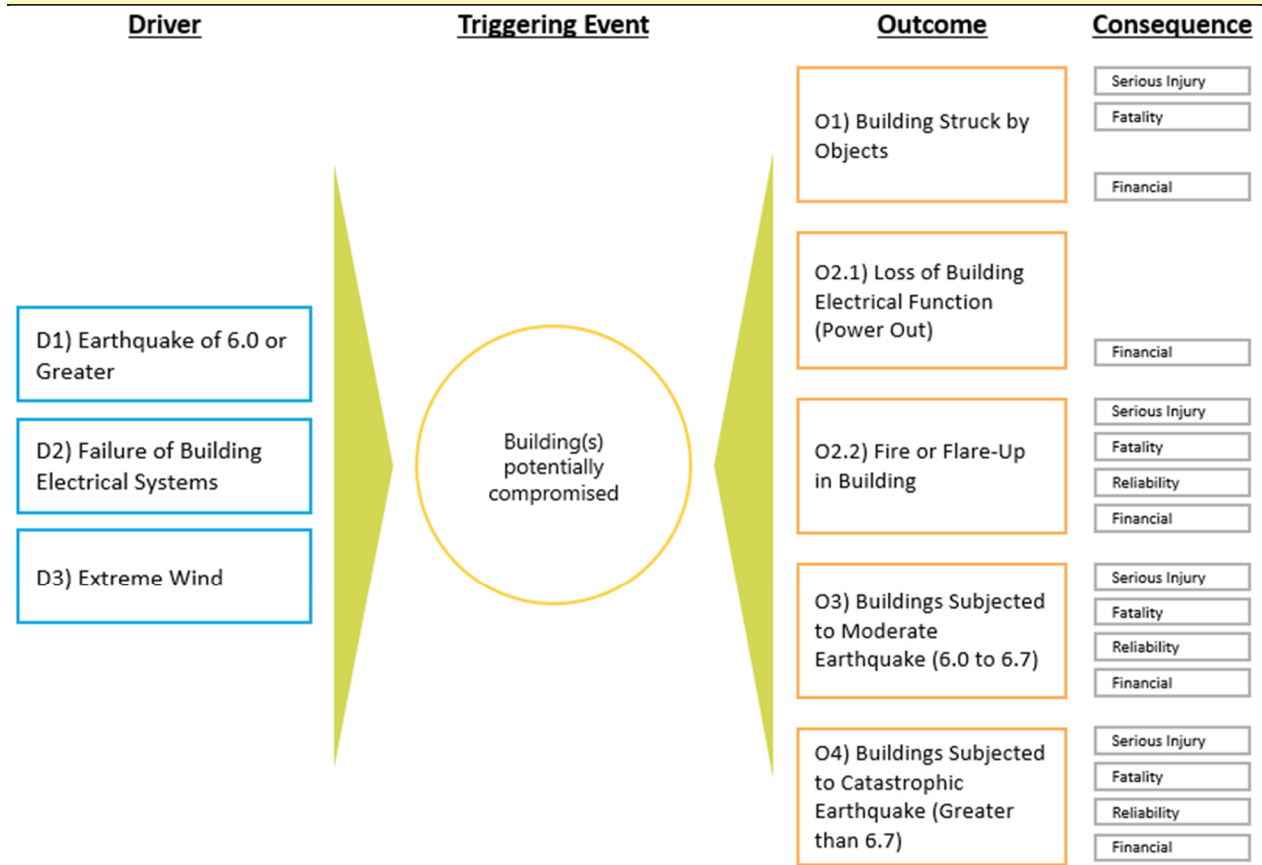 Driver
Triggering Event
Outcome
Consequence
D1) Earthquake of 6.0 or
Greater
D2) Failure of Building
Electrical Systems
D3) Extreme Wind
Building(s)
potentially
compromised
O1) Building Struck by
Objects
Serious Injury
Fatality
Financial
O2.1) Loss of Building
Electrical Function
(Power Out)
Financial
O2.2) Fire or Flare-Up
in Building
Serious Injury
Fatality
Reliability
Financial
O3) Buildings Subjected
to Moderate
Earthquake (6.0 to 6.7)
Serious Injury
Fatality
Reliability
Financial
O4) Buildings Subjected
to Catastrophic
Earthquake (Greater
than 6.7)
Serious Injury
Fatality
Reliability
Financial